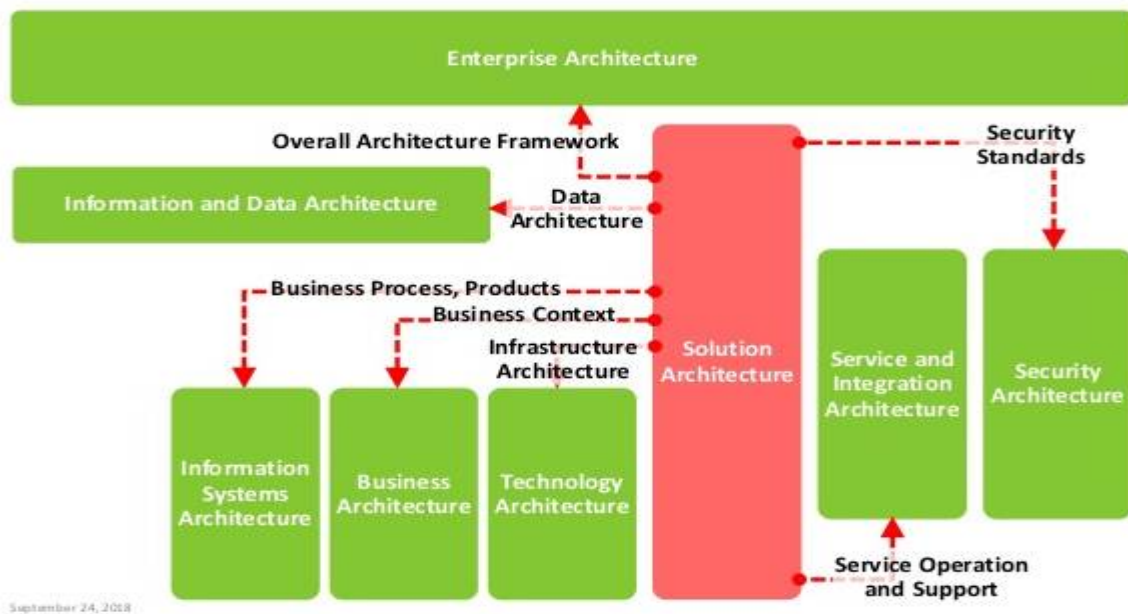 Enterprise Architecture
Overall Architecture Framework
Security
Standards
Information and Data Architecture
Data
Architecture
Business Process, Products
Business Context
Infrastructure
Architecture
Solution
Architecture
Service and
Integration
Architecture
Security
Architecture
Information
Systems
Architecture
Business
Architecture
Technology
Architecture
Service Operation
and Support
September 24, 2018